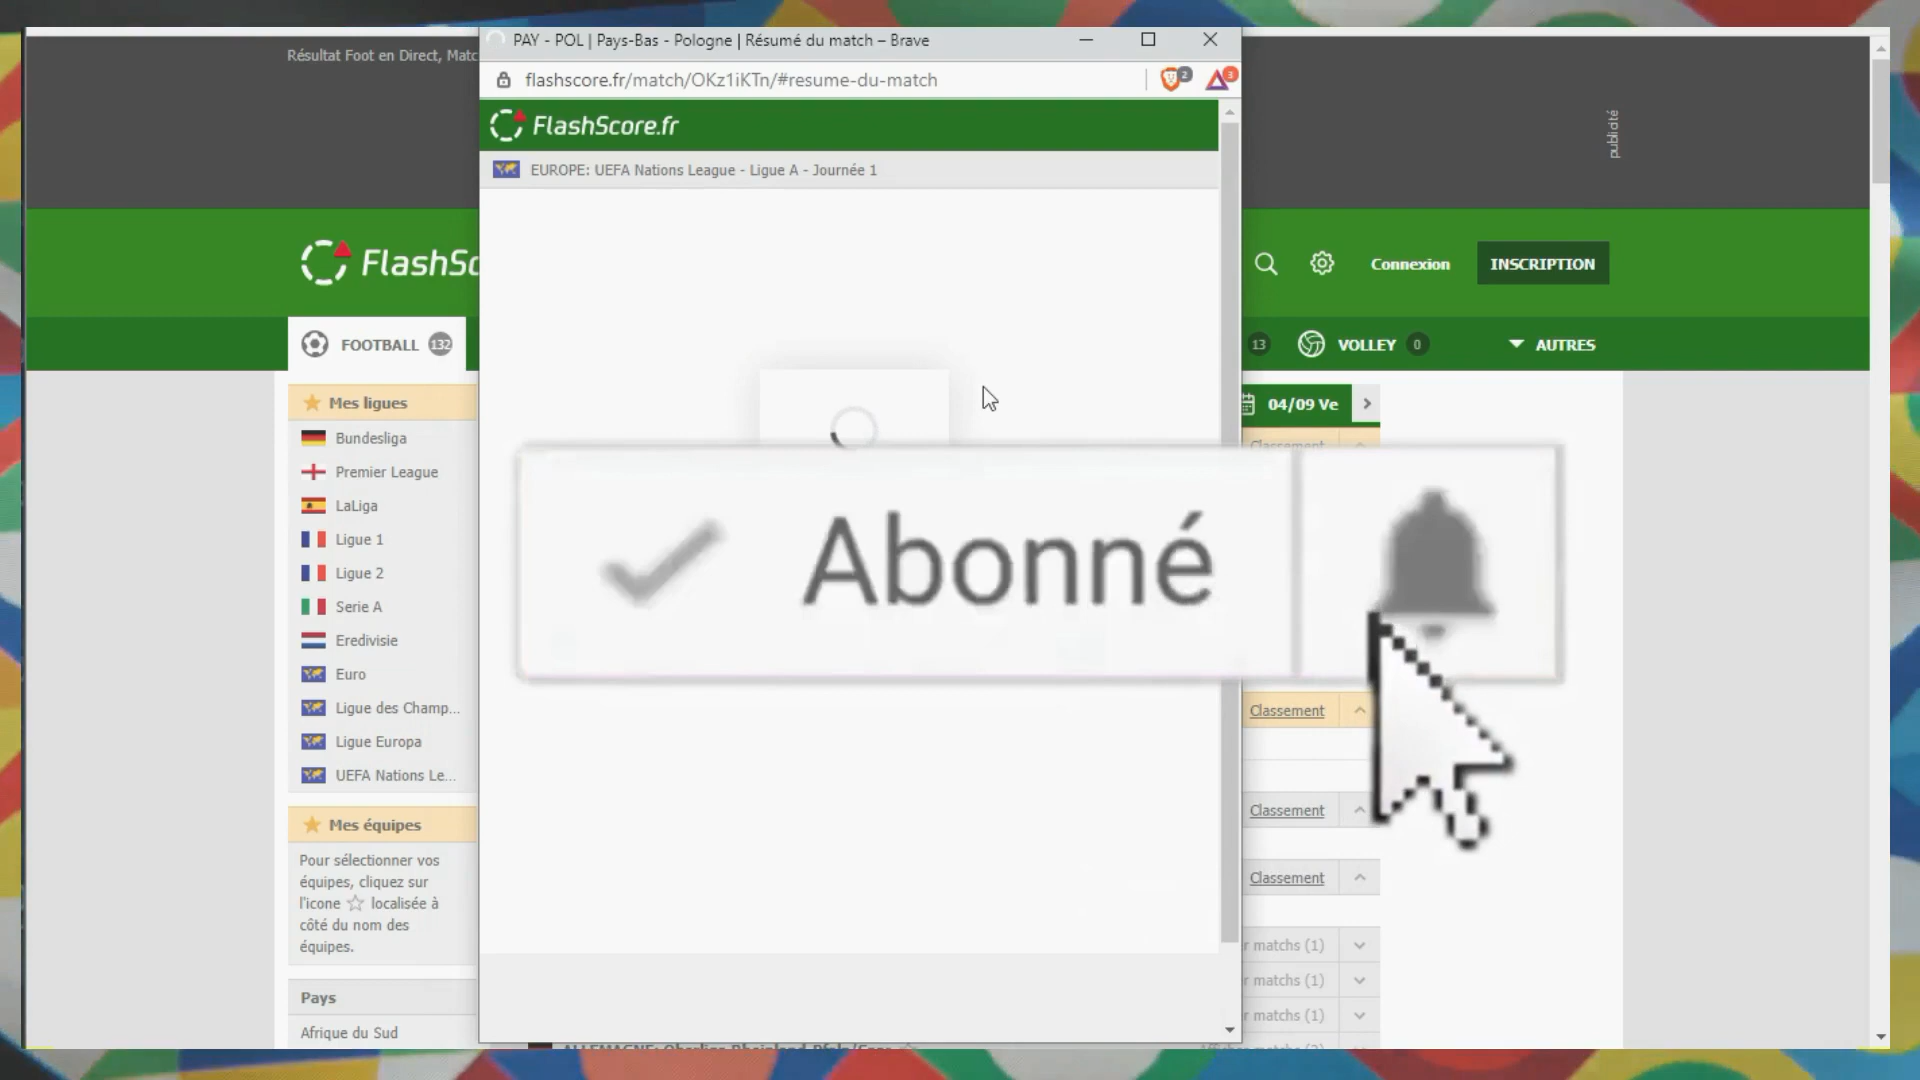 PAY - POL | Pays-Bas - Pologne | Résumé du match – Brave
Résultat Foot en Direct, Matc
flashscore.fr/match/OKz1iKTn/#resume-du-match
2
3
publicité
FlashScore.fr
EUROPE: UEFA Nations League - Ligue A - Journée 1
FlashSc
Connexion
INSCRIPTION
FOOTBALL 132
13
VOLLEY 0
AUTRES
Mes ligues
04/09 Ve
Bundesliga
Classement
Premier League
LaLiga
Ligue 1
Ligue 2
Serie A
Eredivisie
Euro
Ligue des Champ...
Ligue Europa
UEFA Nations Le...
Abonné
Classement
Classement
Classement
Mes équipes
Pour sélectionner vos
équipes, cliquez sur
l'icone localisée à
côté du nom des
équipes.
r matchs (1)
r matchs (1)
r matchs (1)
Pays
Afrique du Sud